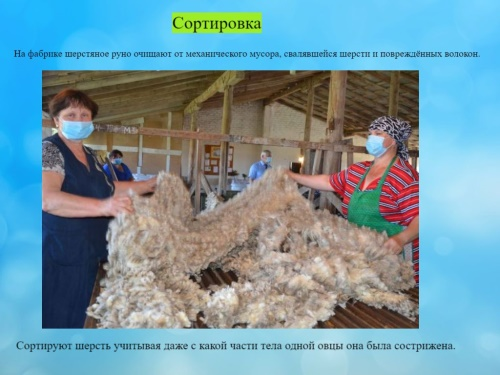 Сортировка
На фабрике шерстяное руно очищают от механического мусора, свалявшейся шерсти и повреждённых волокон.
Сортируют шерсть учитывая даже с какой части тела одной овцы она была сострижена.